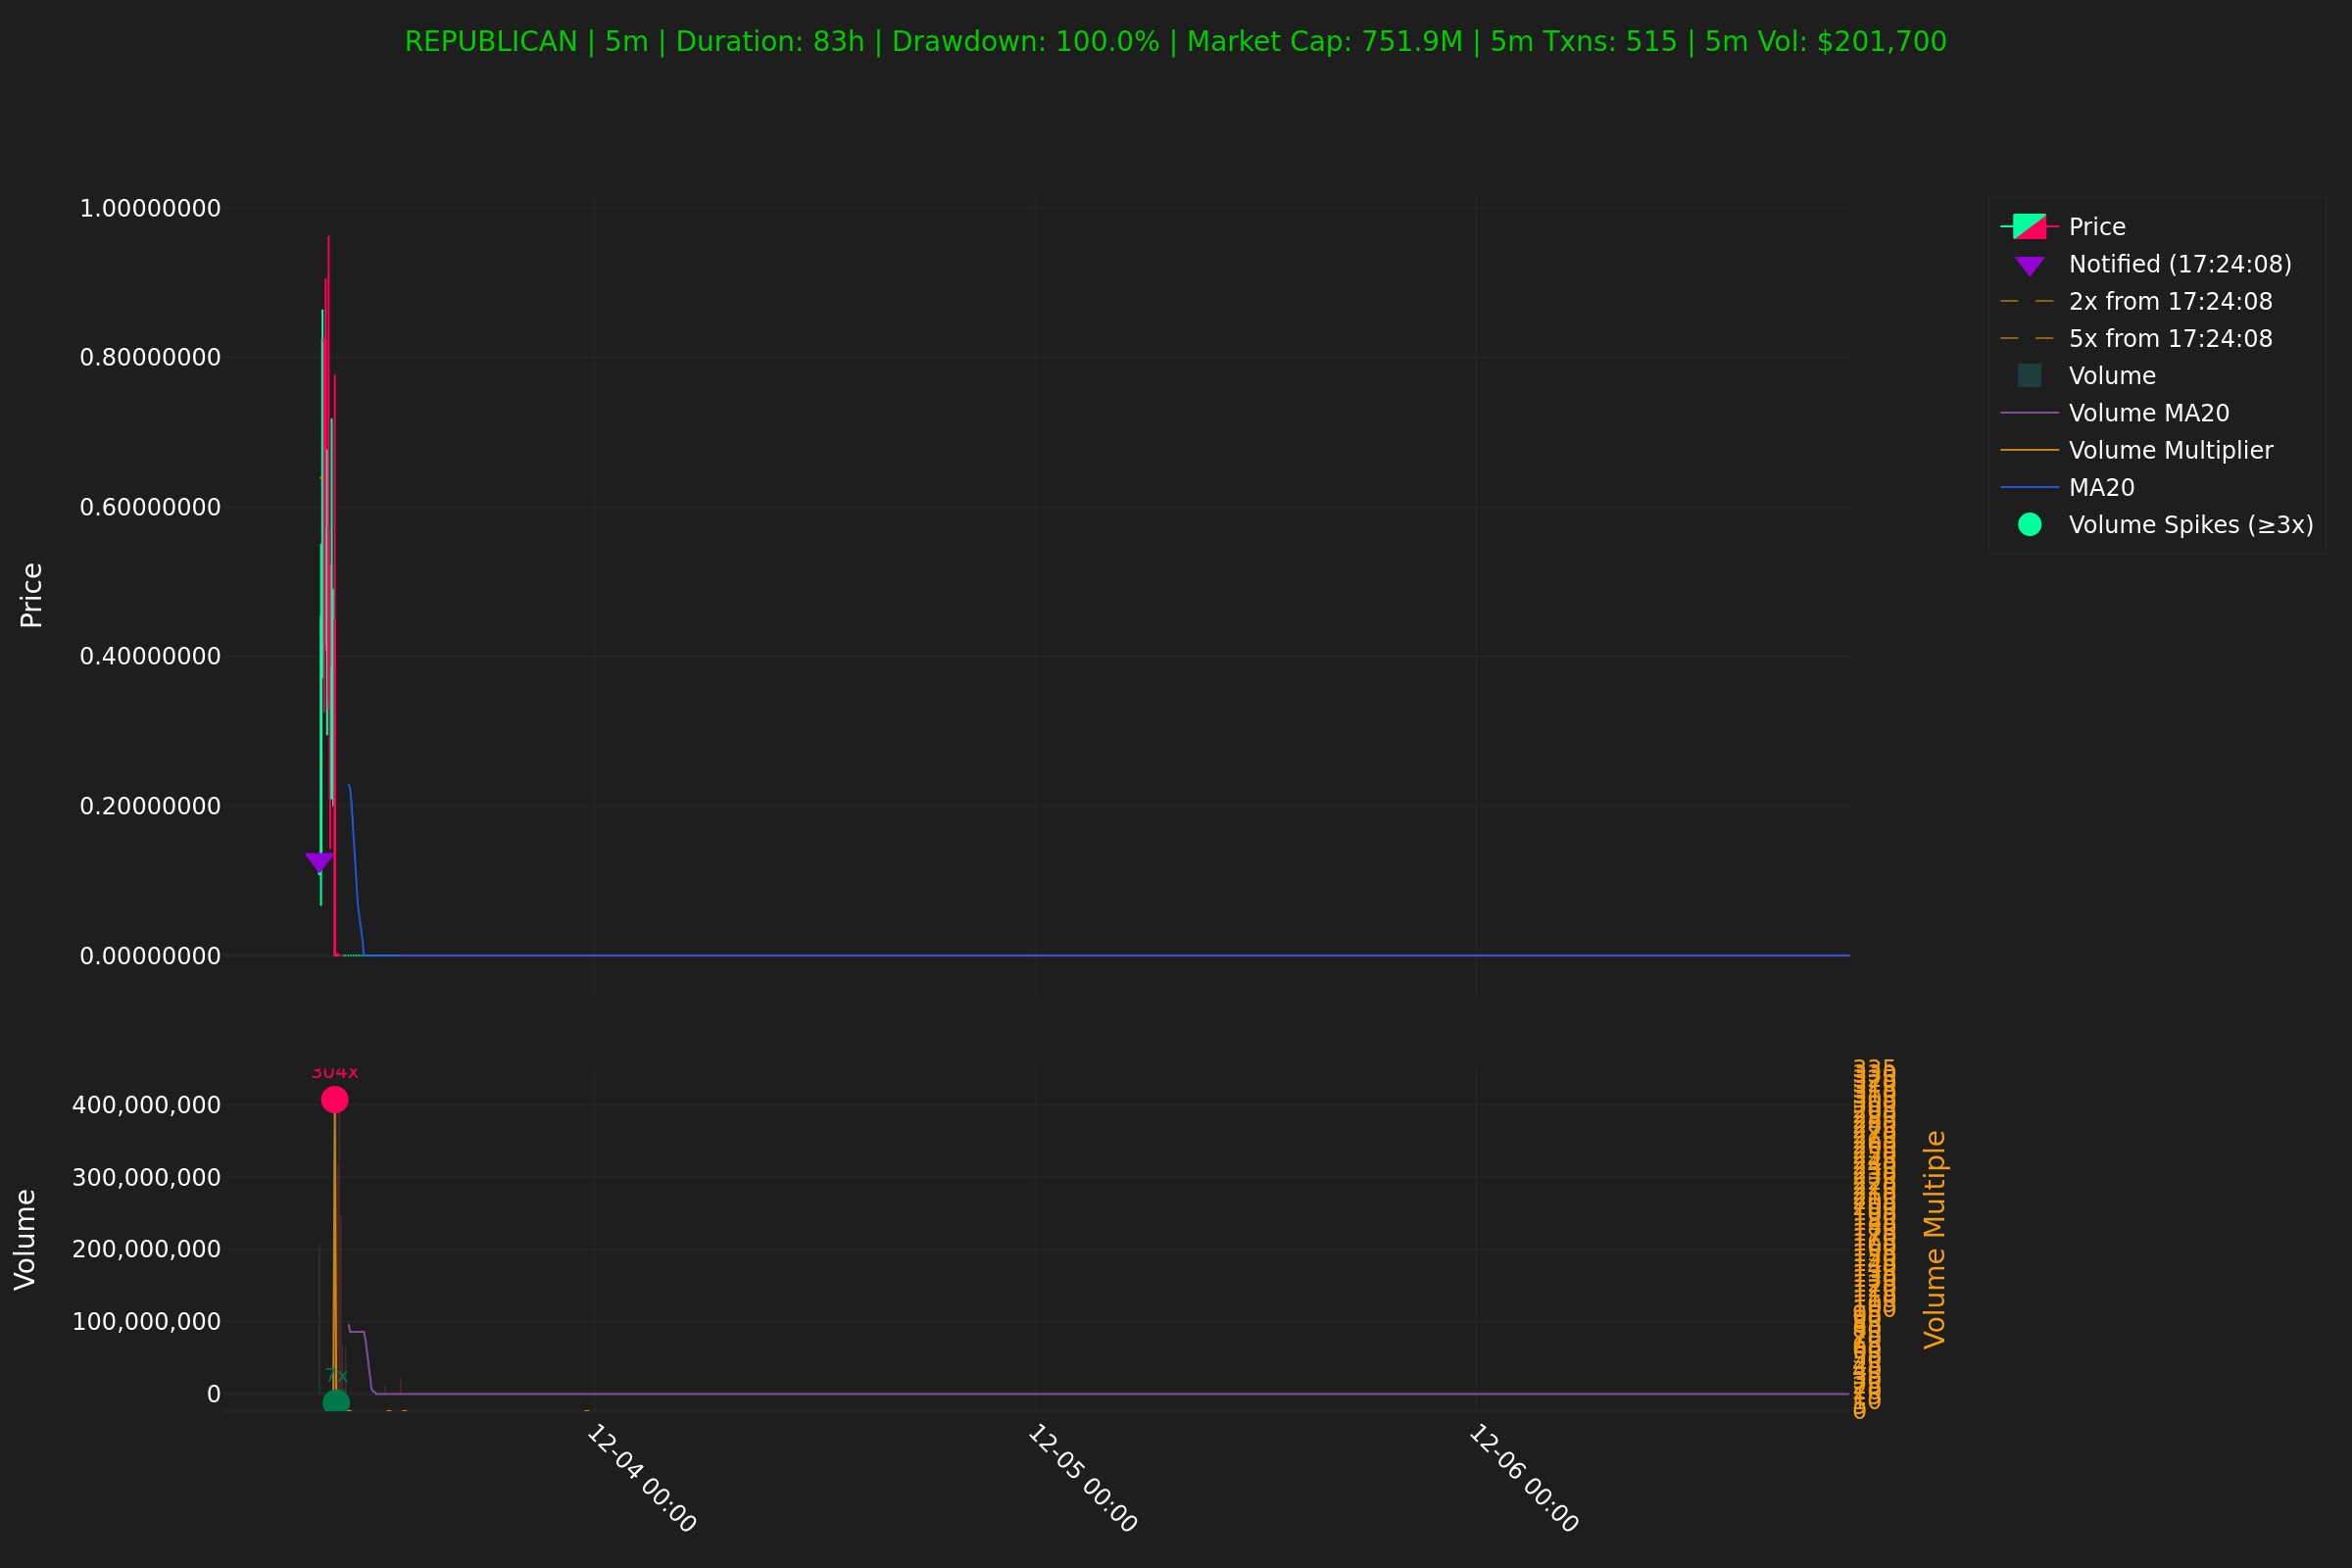 REPUBLICAN | 5m | Duration: 83h | Drawdown: 100.0% | Market Cap: 751.9M | 5m Txns: 515 | 5m Vol: $201,700
1.00000000
0.80000000
0.60000000
0.40000000
0.20000000
0.00000000
Price
Price
Notified (17:24:08)
2x from 17:24:08
5x from 17:24:08
Volume
Volume MA20
Volume Multiplier
MA20
Volume Spikes (≥3x)
304x
7x
400,000,000
300,000,000
200,000,000
100,000,000
0
Volume
Volume Multiple
12-04 00:00
12-05 00:00
12-06 00:00